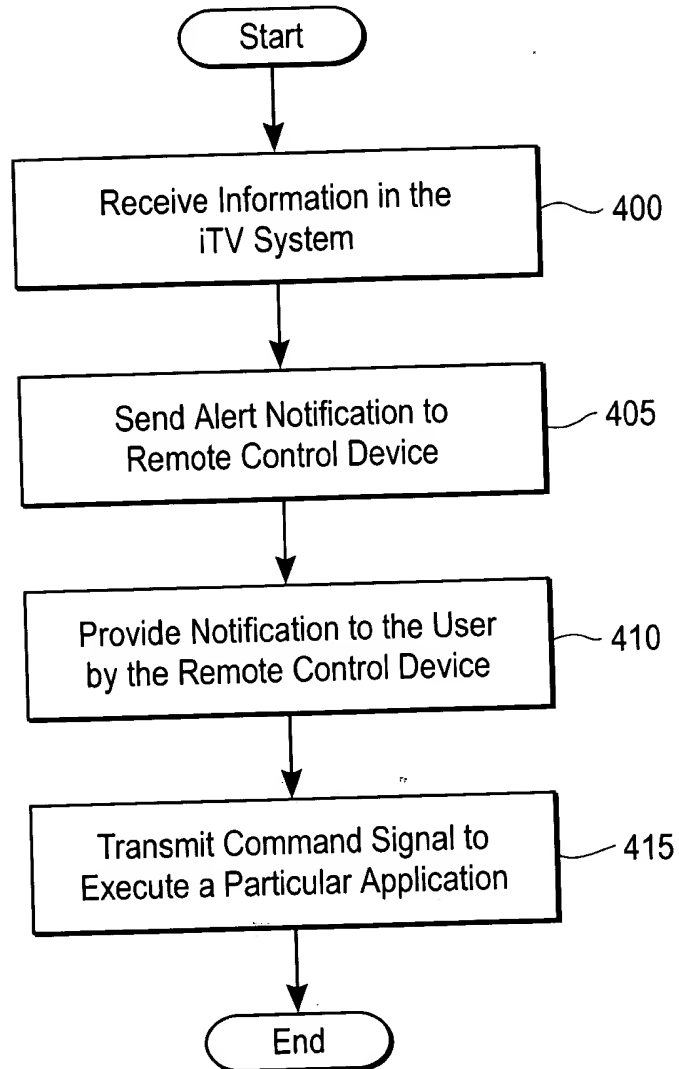 Start
Receive Information in the
iTV System
400
Send Alert Notification to
Remote Control Device
405
Provide Notification to the User
by the Remote Control Device
410
Transmit Command Signal to
Execute a Particular Application
415
End